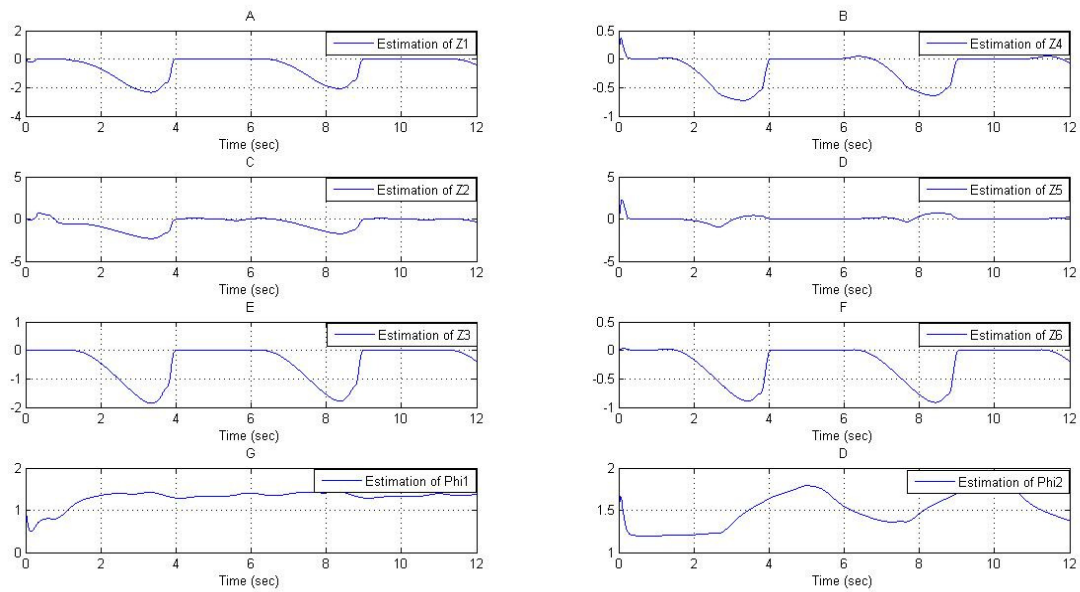 A
2
0
-2
-4
Estimation of Z1
0 2 4 6 8 10 12
Time (sec)
B
0.5
0
-0.5
-1
Estimation of Z4
0 2 4 6 8 10 12
Time (sec)
C
5
0
-5
Estimation of Z2
0 2 4 6 8 10 12
Time (sec)
D
5
0
-5
Estimation of Z5
0 2 4 6 8 10 12
Time (sec)
E
1
0
-1
-2
Estimation of Z3
0 2 4 6 8 10 12
Time (sec)
F
0.5
0
-0.5
-1
Estimation of Z6
0 2 4 6 8 10 12
Time (sec)
G
2
1
0
Estimation of Phi1
0 2 4 6 8 10 12
Time (sec)
D
2
1.5
1
Estimation of Phi2
0 2 4 6 8 10 12
Time (sec)